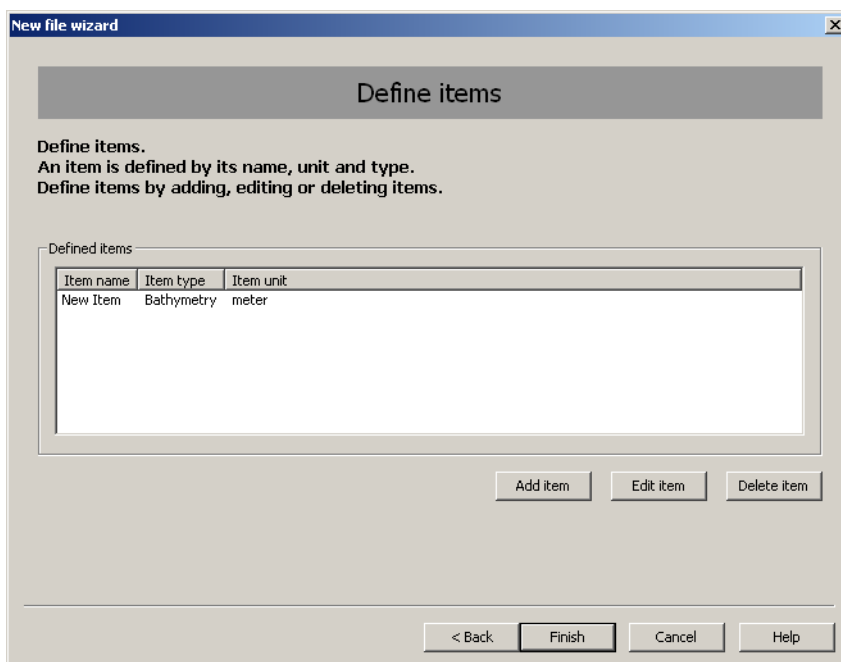 New file wizard
Define items
Define items.
An item is defined by its name, unit and type.
Define items by adding, editing or deleting items.
Defined items
Item name Item type Item unit
New Item Bathymetry meter
Add item Edit item Delete item
< Back Finish Cancel Help